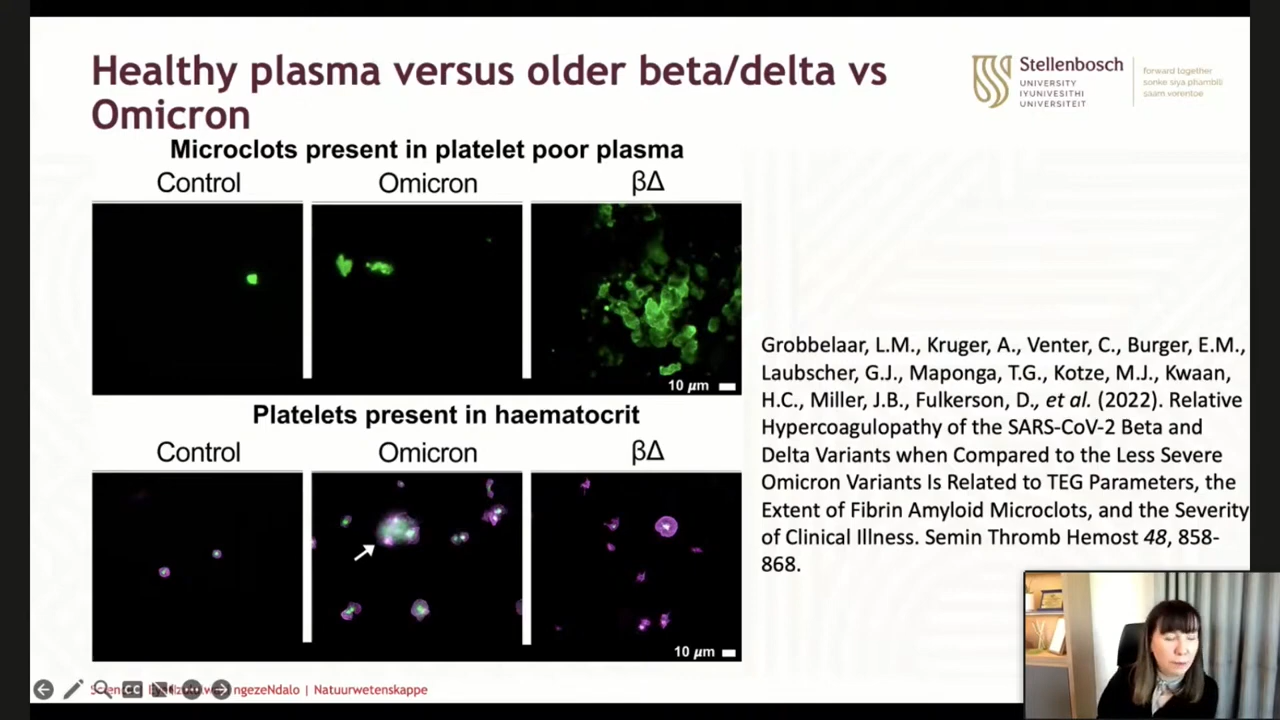 Healthy plasma versus older beta/delta vs
Omicron
Stellenbosch
UNIVERSITY
IYUNIVESITHI
UNIVERSITEIT
forward together
sonke siya phambili
saam vorentoe
Microclots present in platelet poor plasma
Control
Omicron
βΔ
10 µm
Platelets present in haematocrit
Control
Omicron
βΔ
10 µm
Grobbelaar, L.M., Kruger, A., Venter, C., Burger, E.M.,
Laubscher, G.J., Maponga, T.G., Kotze, M.J., Kwaan,
H.C., Miller, J.B., Fulkerson, D., et al. (2022). Relative
Hypercoagulopathy of the SARS-CoV-2 Beta and
Delta Variants when Compared to the Less Severe
Omicron Variants Is Related to TEG Parameters, the
Extent of Fibrin Amyloid Microclots, and the Severity
of Clinical Illness. Semin Thromb Hemost 48, 858-
868.
CC
| Natuurwetenskappe